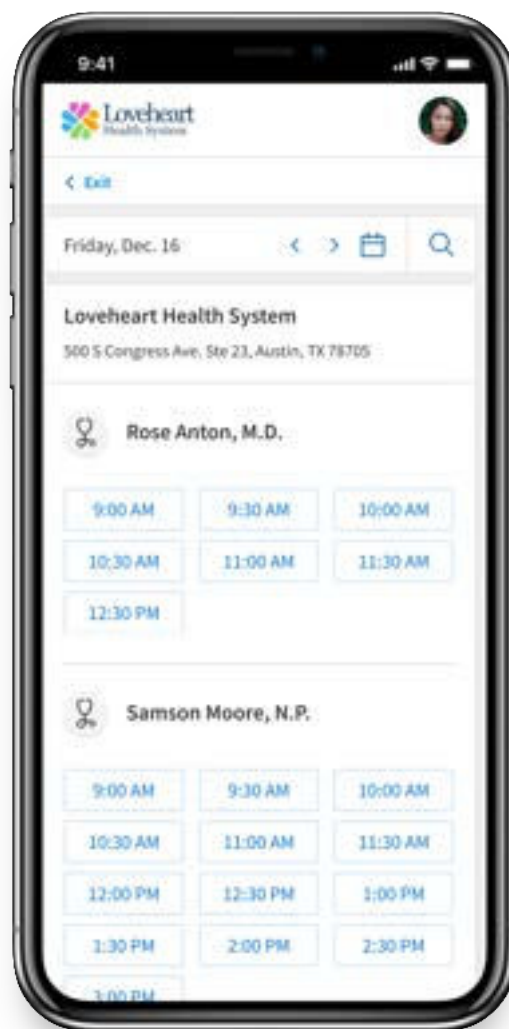 9:41
Loveheart
Health System
Exit
Friday, Dec. 16
Loveheart Health System
500 S Congress Ave, Ste 23, Austin, TX 78705
Rose Anton, M.D.
9:00 AM 9:30 AM 10:00 AM
10:30 AM 11:00 AM 11:30 AM
12:30 PM
Samson Moore, N.P.
9:00 AM 9:30 AM 10:00 AM
10:30 AM 11:00 AM 11:30 AM
12:00 PM 12:30 PM 1:00 PM
1:30 PM 2:00 PM 2:30 PM
3:00 PM